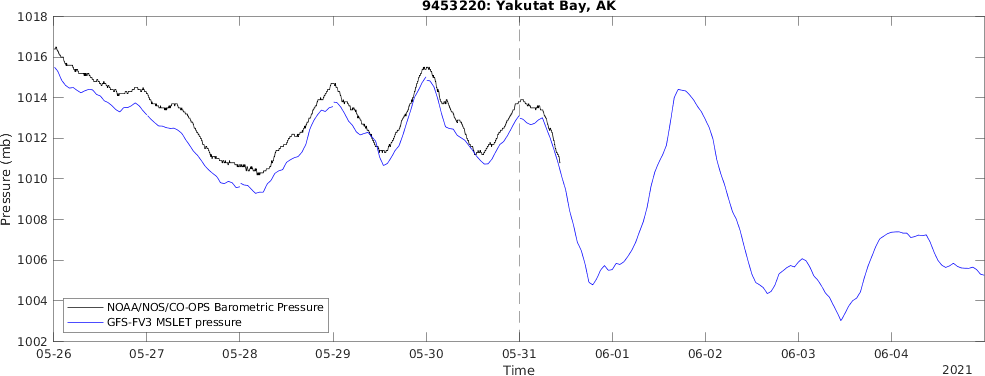 9453220: Yakutat Bay, AK
1018
1016
1014
1012
1010
1008
1006
1004
1002
Pressure (mb)
NOAA/NOS/CO-OPS Barometric Pressure
GFS-FV3 MSLET pressure
05-26 05-27 05-28 05-29 05-30 05-31 06-01 06-02 06-03 06-04
Time
2021